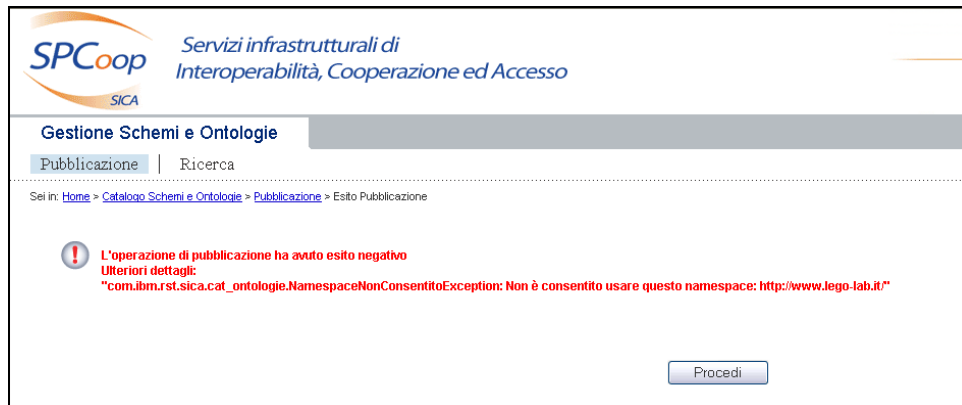 SPCoop
SICA
Servizi infrastrutturali di
Interoperabilità, Cooperazione ed Accesso
Gestione Schemi e Ontologie
Pubblicazione | Ricerca
Sei in: Home > Catalogo Schemi e Ontologie > Pubblicazione > Esito Pubblicazione
L'operazione di pubblicazione ha avuto esito negativo
Ulteriori dettagli:
"com.ibm.rst.sica.cat_ontologie.NamespaceNonConsentitoException: Non è consentito usare questo namespace: http://www.lego-lab.it/"
Procedi